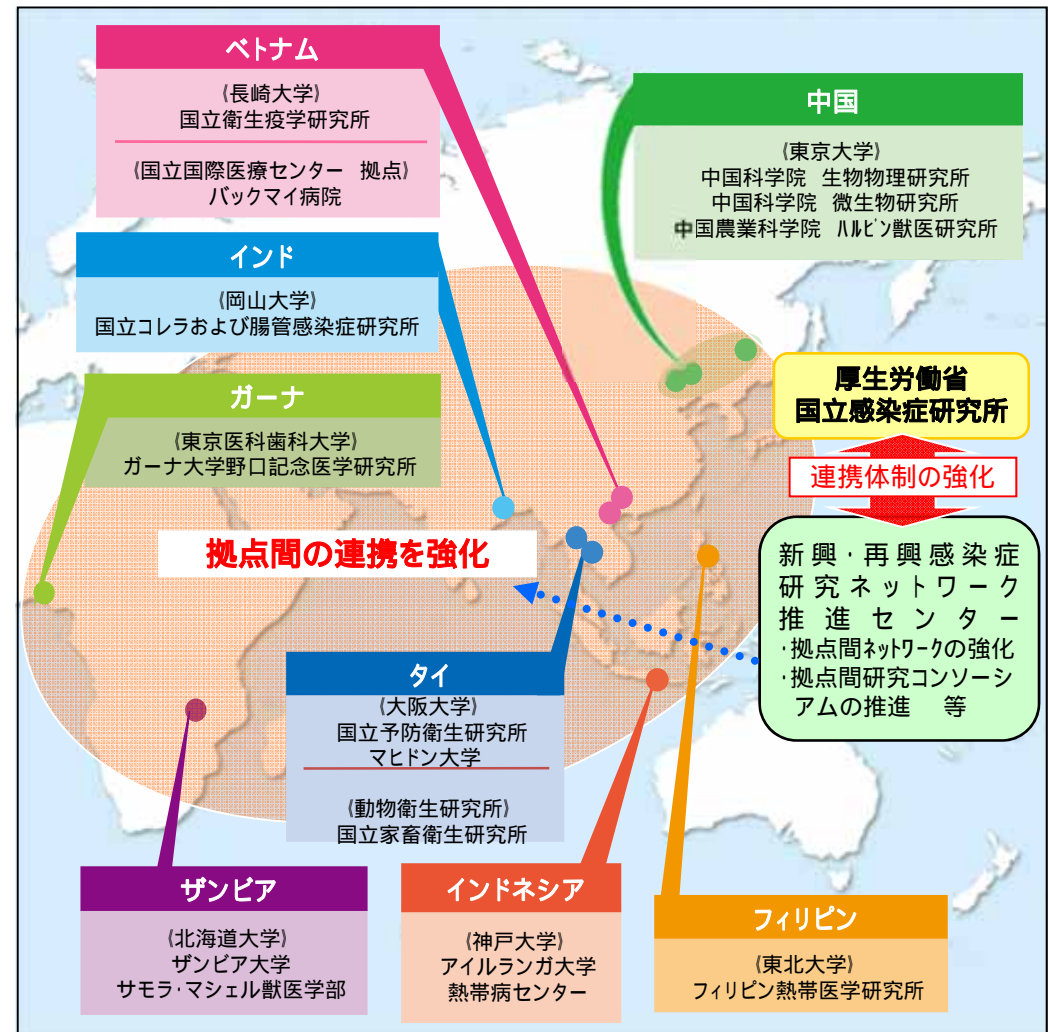 ベトナム
(長崎大学)
国立衛生疫学研究所
(国立国際医療センター 拠点)
バックマイ病院
中国
(東京大学)
中国科学院 生物物理研究所
中国科学院 微生物研究所
中国農業科学院 ハルビン獣医研究所
インド
(岡山大学)
国立コレラおよび腸管感染症研究所
ガーナ
(東京医科歯科大学)
ガーナ大学野口記念医学研究所
厚生労働省
国立感染症研究所
連携体制の強化
拠点間の連携を強化
新興・再興感染症
研究ネットワーク
推進センター
・拠点間ネットワークの強化
・拠点間研究コンソーシ
アムの推進 等
タイ
(大阪大学)
国立予防衛生研究所
マヒドン大学
(動物衛生研究所)
国立家畜衛生研究所
ザンビア
(北海道大学)
ザンビア大学
サモラ・マシェル獣医学部
インドネシア
(神戸大学)
アイルランガ大学
熱帯病センター
フィリピン
(東北大学)
フィリピン熱帯医学研究所